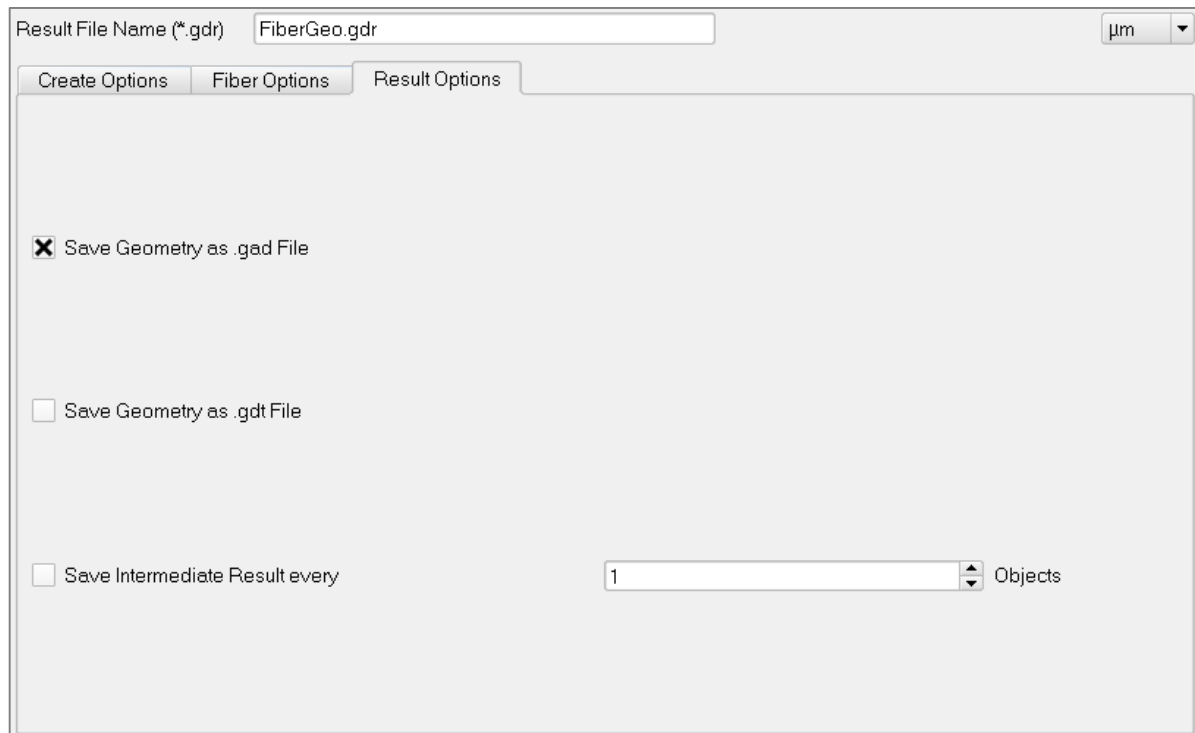 Result File Name (*.gdr) FiberGeo.gdr µm
Create Options Fiber Options Result Options
Save Geometry as .gad File
Save Geometry as .gdt File
Save Intermediate Result every 1 Objects